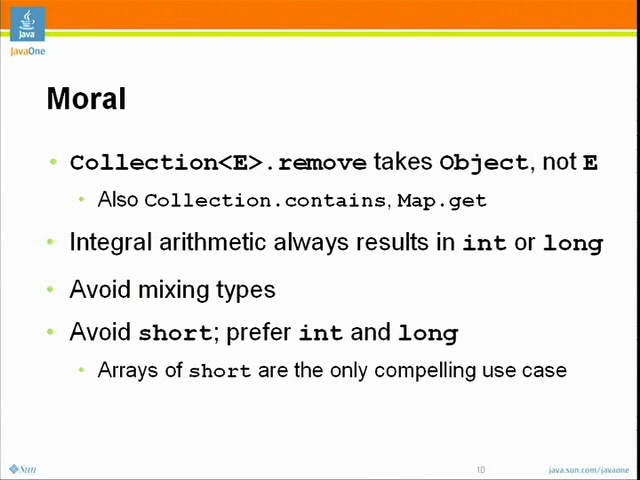 Java
JavaOne
Moral
• Collection<E>.remove takes Object, not E
• Also Collection.contains, Map.get
• Integral arithmetic always results in int or long
• Avoid mixing types
• Avoid short; prefer int and long
• Arrays of short are the only compelling use case
Sun
10
java.sun.com/javaone